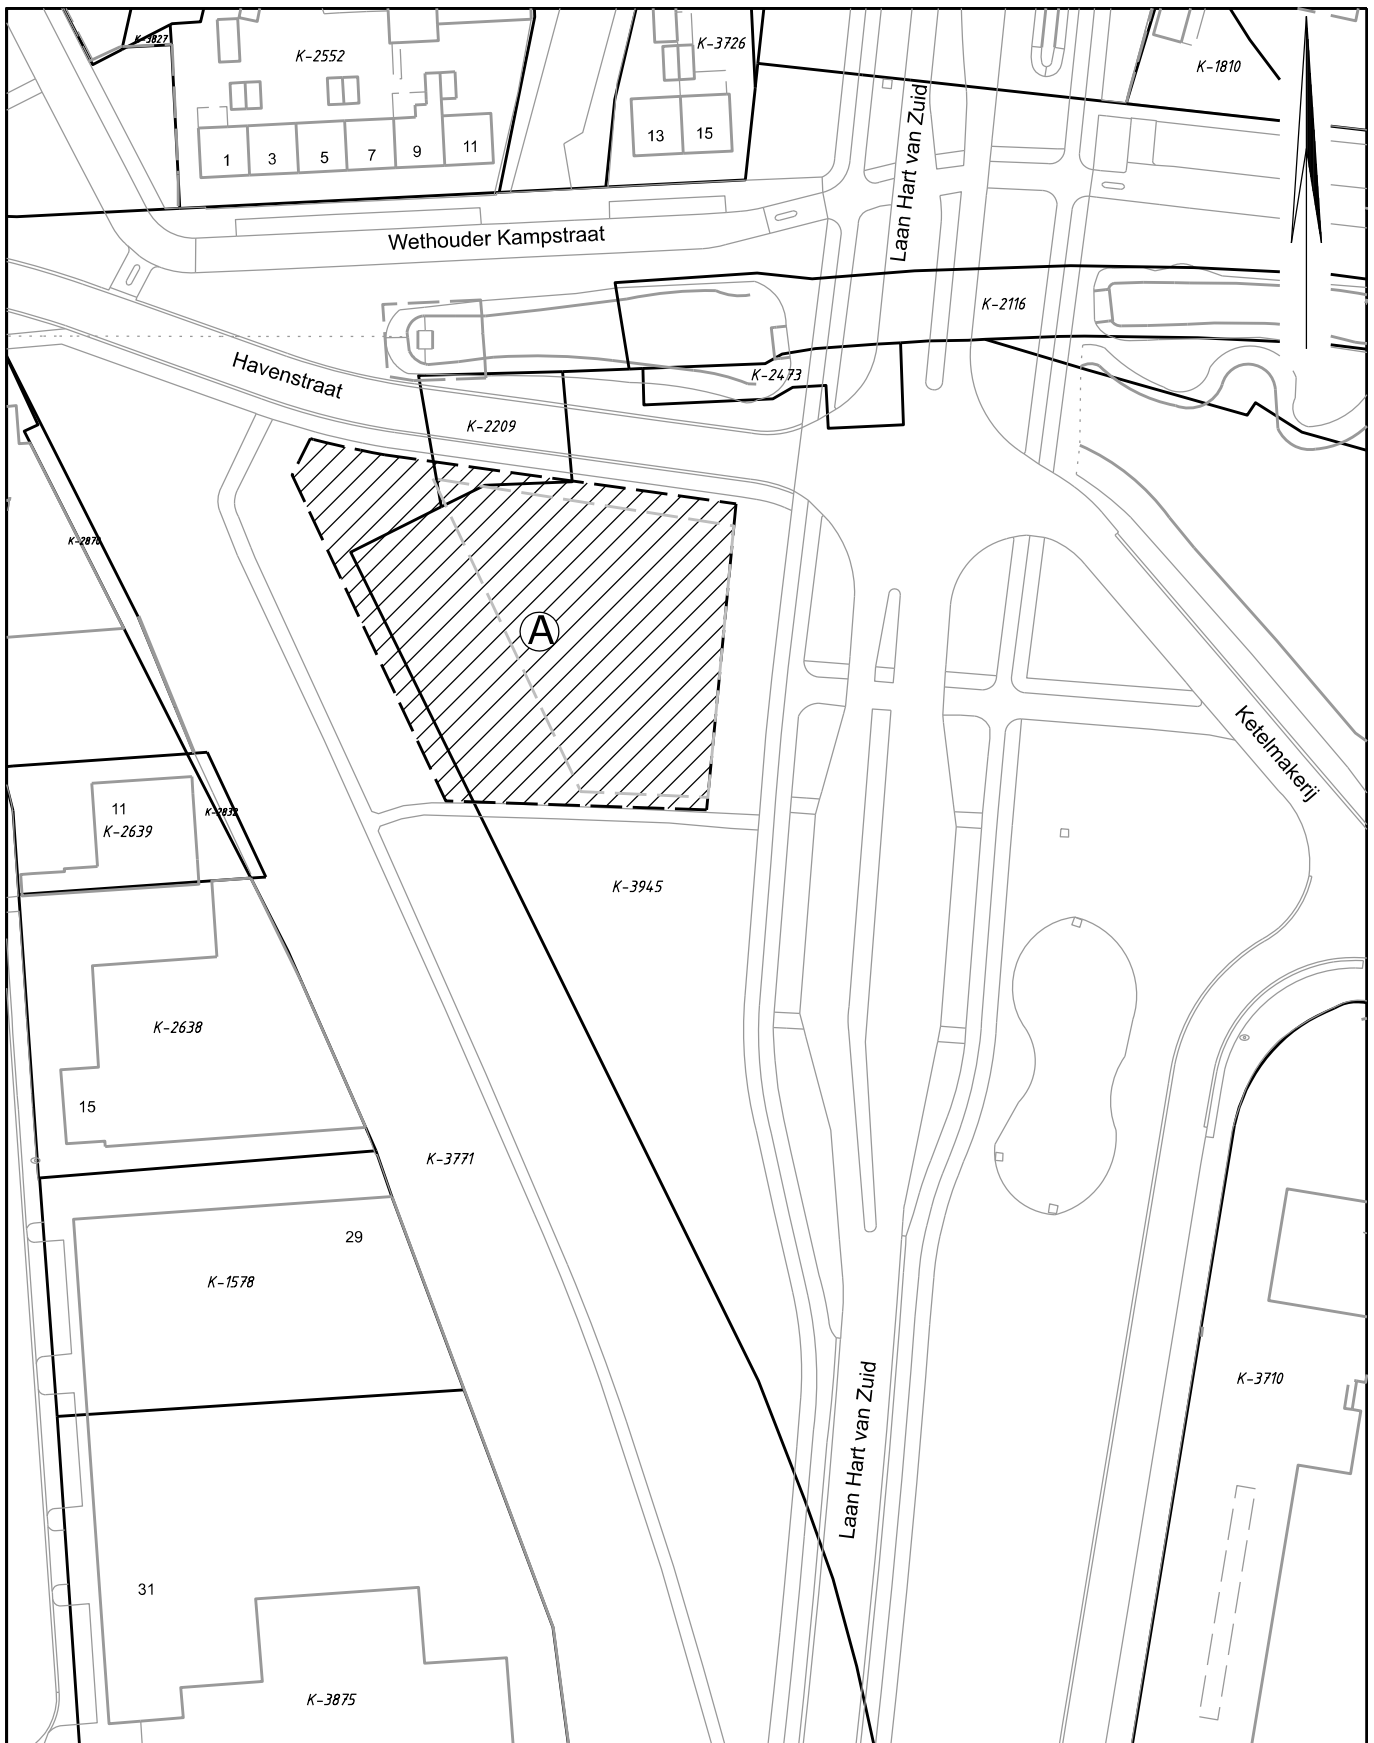 K-3827
K-2552
K-3726
K-1810
1
3
5
7
9
11
13
15
Laan Hart van Zuid
Wethouder Kampstraat
K-2116
Havenstraat
K-2473
K-2209
K-2870
A
Ketelmakerij
11
K-2639
K-2832
K-3945
K-2638
15
K-3771
29
K-1578
K-3710
Laan Hart van Zuid
31
K-3875